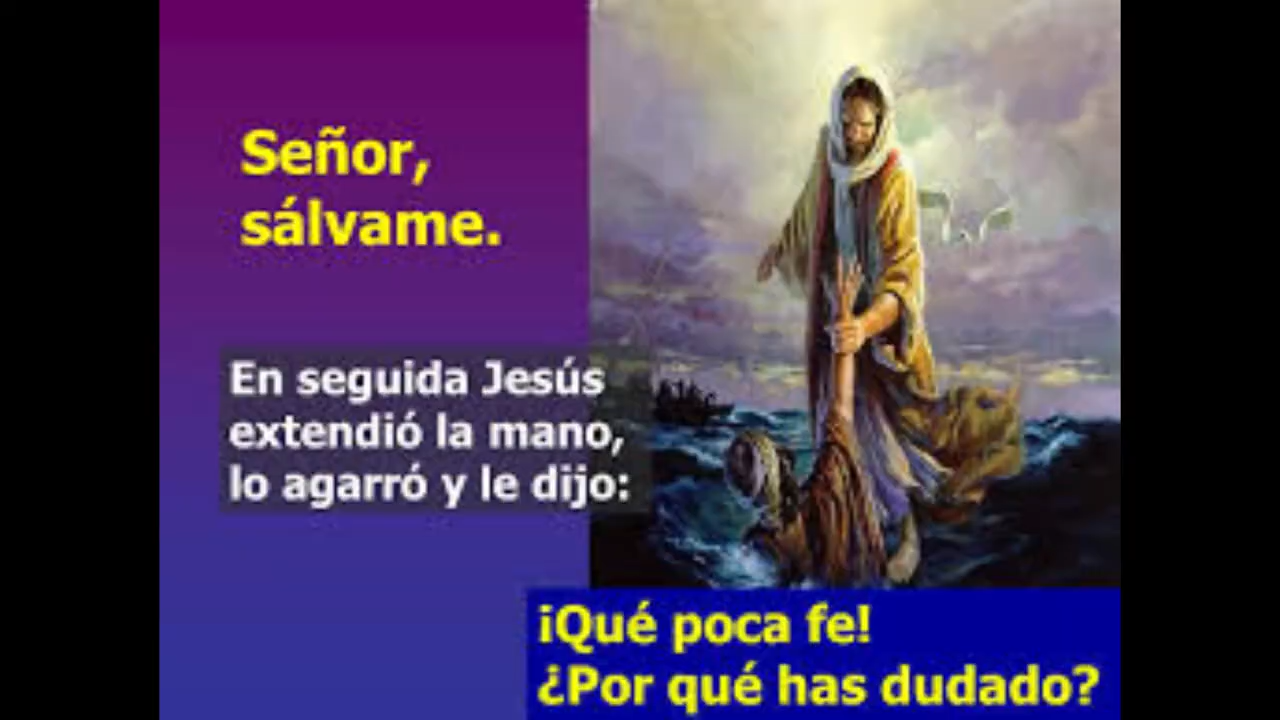 Señor,
sálvame.
En seguida Jesús
extendió la mano,
lo agarró y le dijo:
¡Qué poca fe!
¿Por qué has dudado?